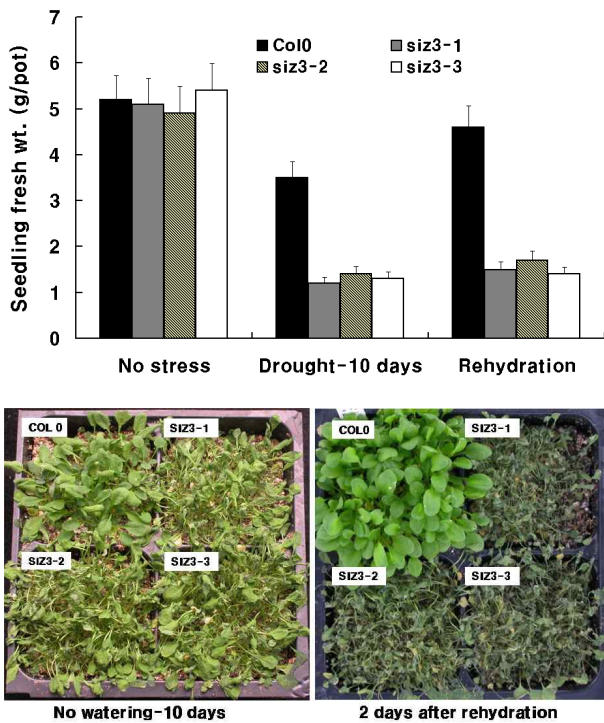 7
6
5
4
3
2
1
0
Seedling fresh wt. (g/pot)
Col0
siz3-1
siz3-2
siz3-3
No stress
Drought-10 days
Rehydration
COL 0
SIZ3-1
SIZ3-2
SIZ3-3
No watering-10 days
COL0
SIZ3-1
SIZ3-2
SIZ3-3
2 days after rehydration